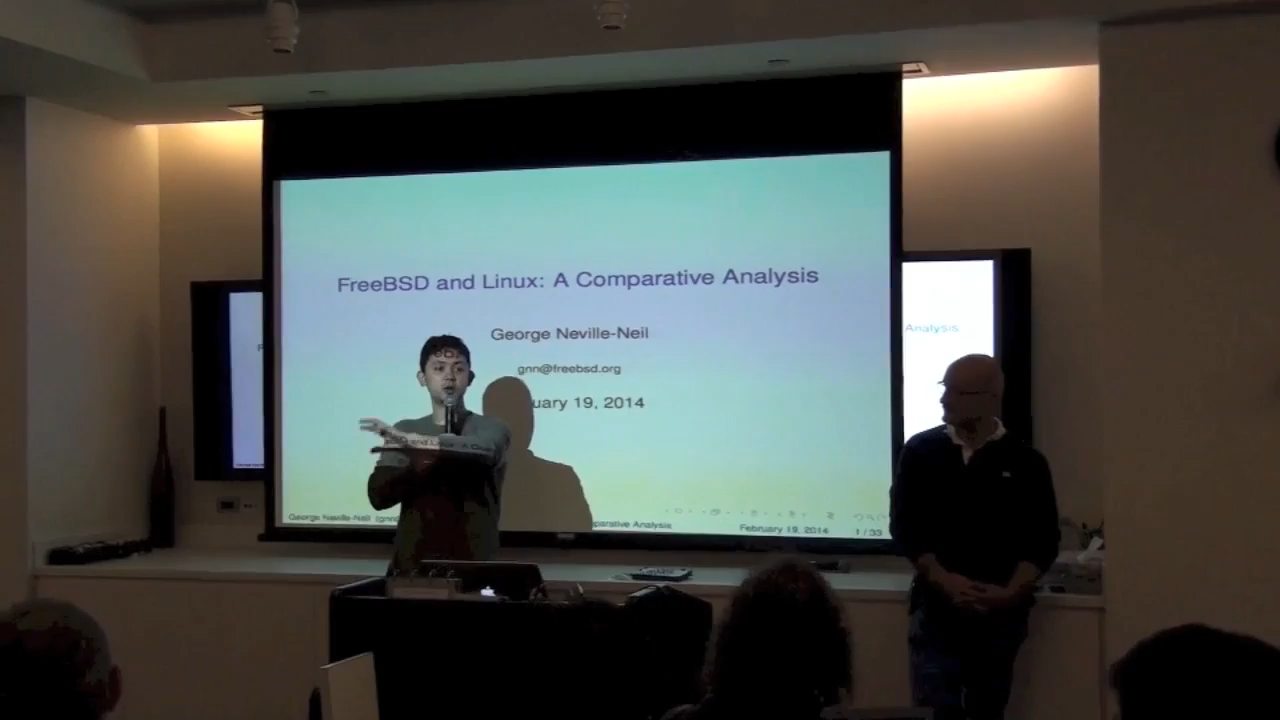 FreeBSD and Linux: A Comparative Analysis
George Neville-Neil
gnn@freebsd.org
uary 19, 2014
George Neville-Neil (gnn
parative Analysis
February 19, 2014
1 / 33
Analysis